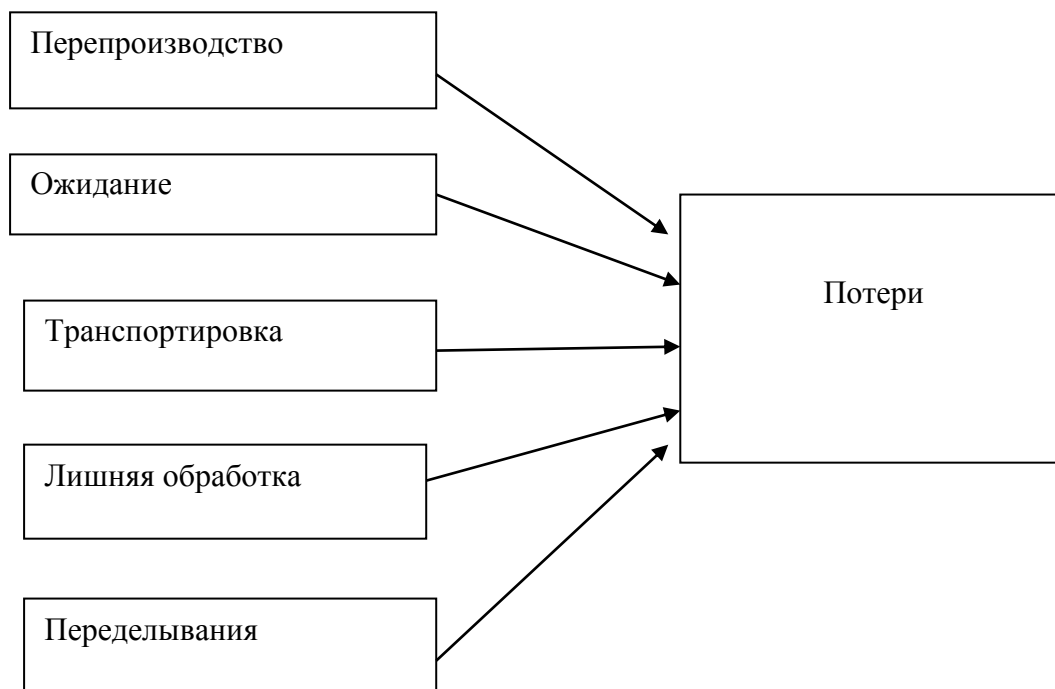 Перепроизводство
Ожидание
Транспортировка
Лишняя обработка
Переделывания
Потери